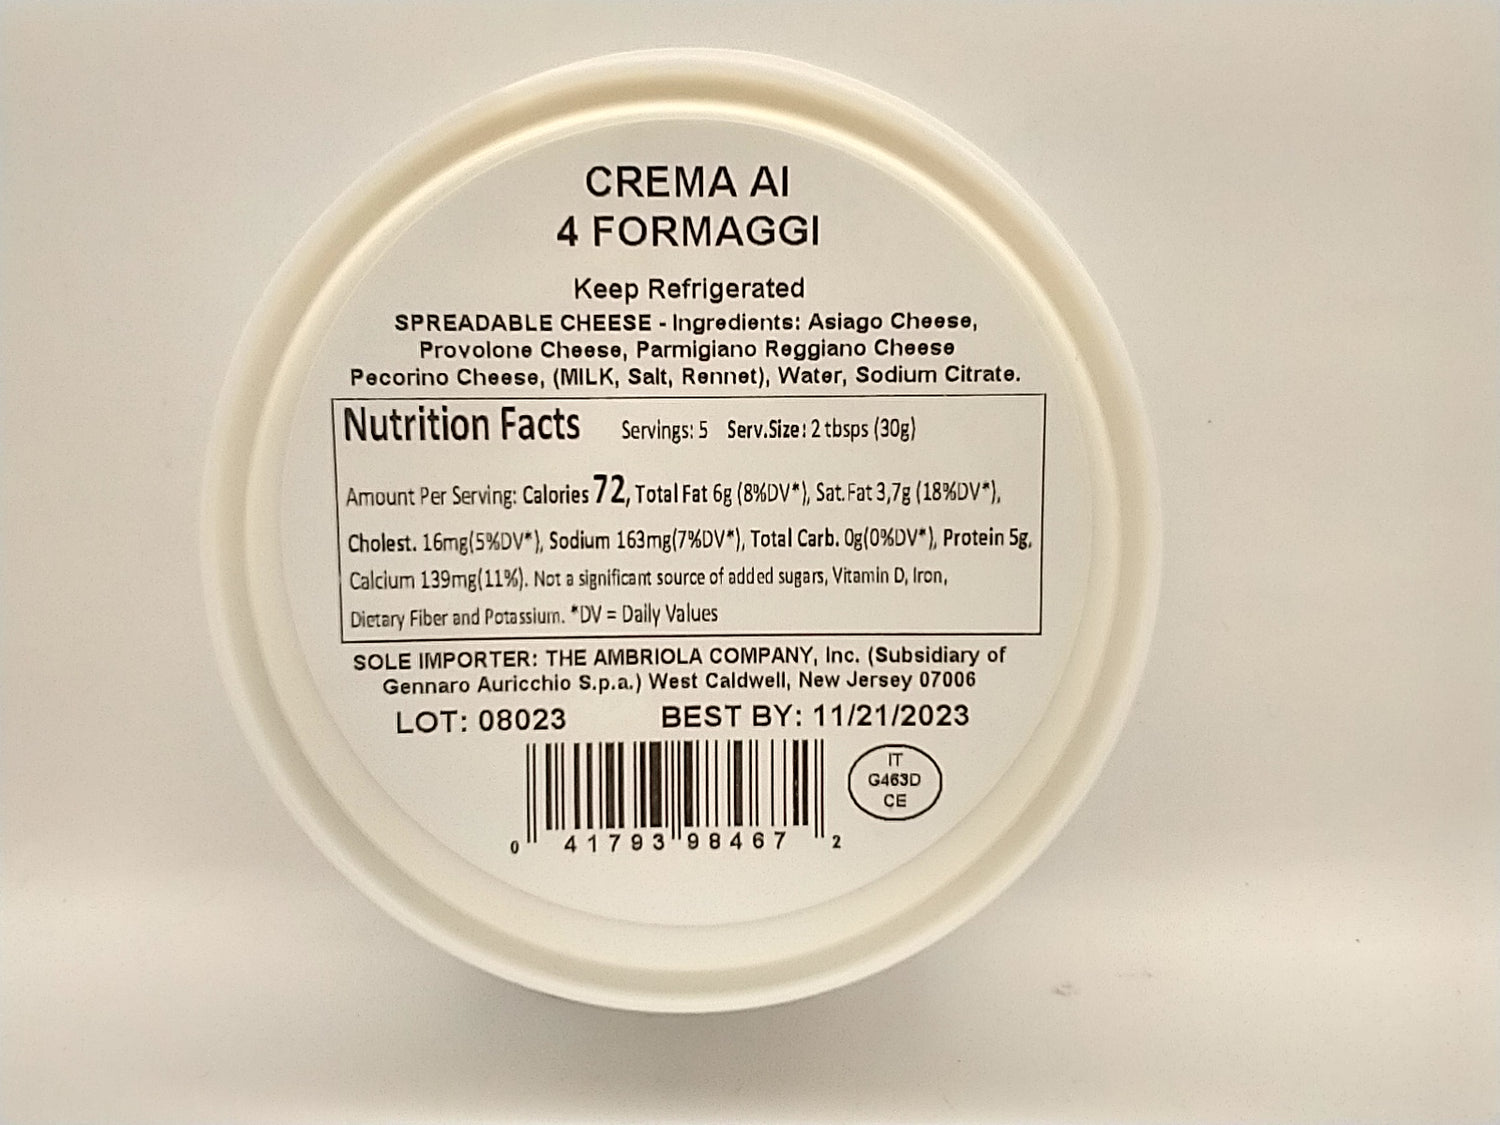 CREMA AI
4 FORMAGGI
Keep Refrigerated
SPREADABLE CHEESE - Ingredients: Asiago Cheese,
Provolone Cheese, Parmigiano Reggiano Cheese
Pecorino Cheese, (MILK, Salt, Rennet), Water, Sodium Citrate.
Nutrition Facts Servings: 5 Serv.Size: 2 tbsps (30g)
Amount Per Serving: Calories 72, Total Fat 6g (8%DV*), Sat.Fat 3,7g (18%DV*),
Cholest. 16mg(5%DV*), Sodium 163mg(7%DV*), Total Carb. 0g(0%DV*), Protein 5g,
Calcium 139mg(11%). Not a significant source of added sugars, Vitamin D, Iron,
Dietary Fiber and Potassium. *DV = Daily Values
SOLE IMPORTER: THE AMBRIOLA COMPANY, Inc. (Subsidiary of
Gennaro Auricchio S.p.a.) West Caldwell, New Jersey 07006
LOT: 08023 BEST BY: 11/21/2023
IT
G463D
CE
0 41793 98467 2